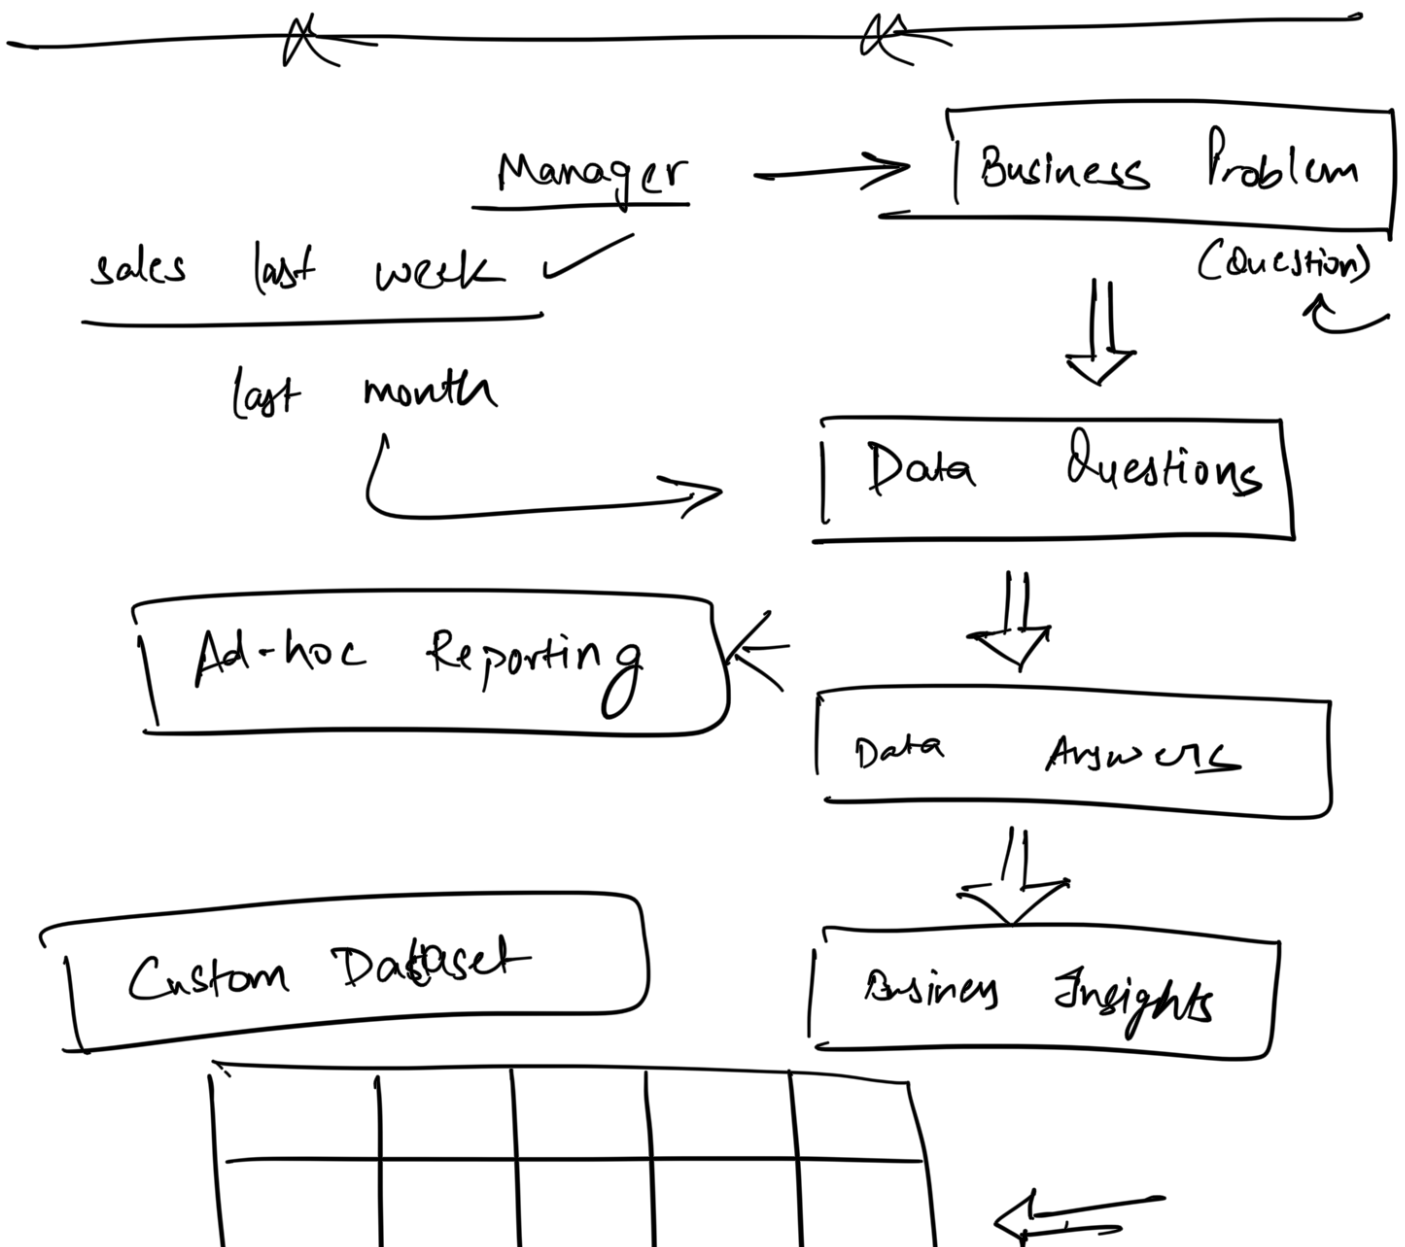 Manager
Business Problem
(Question)
sales last week
last month
Data Questions
Ad-hoc Reporting
Data Answers
Custom Dataset
Business Insights